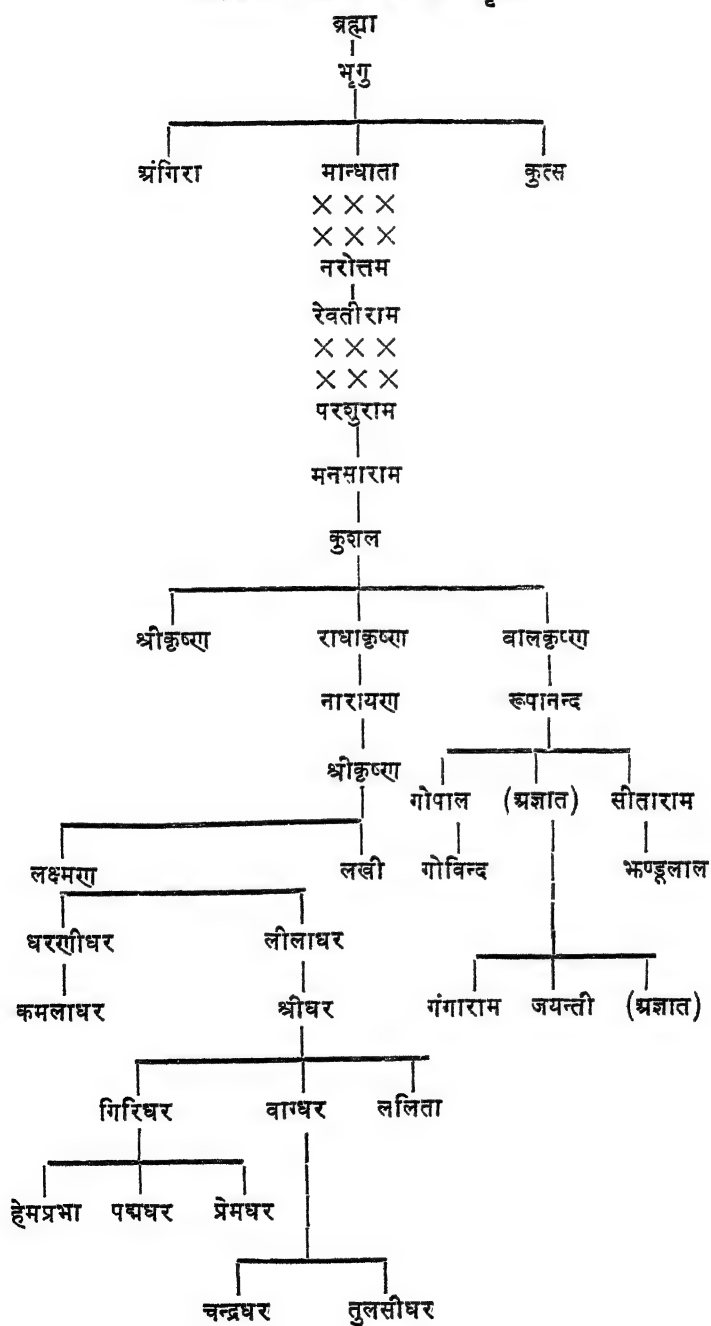 ब्रह्मा
भृगु
अंगिरा मान्धाता कुत्स
× × ×
× × ×
नरोत्तम
रेवतीराम
× × ×
× × ×
परशुराम
मनसाराम
कुशल
श्रीकृष्ण राधाकृष्ण बालकृष्ण
नारायण रूपानन्द
श्रीकृष्ण
गोपाल (अज्ञात) सीताराम
लक्ष्मण लखी गोविन्द झण्डूलाल
धरणीधर लीलाधर
कमलाधर श्रीधर गंगाराम जयन्ती (अज्ञात)
गिरिधर वाग्धर ललिता
हेमप्रभा पद्मधर प्रेमधर
चन्द्रधर तुलसीधर